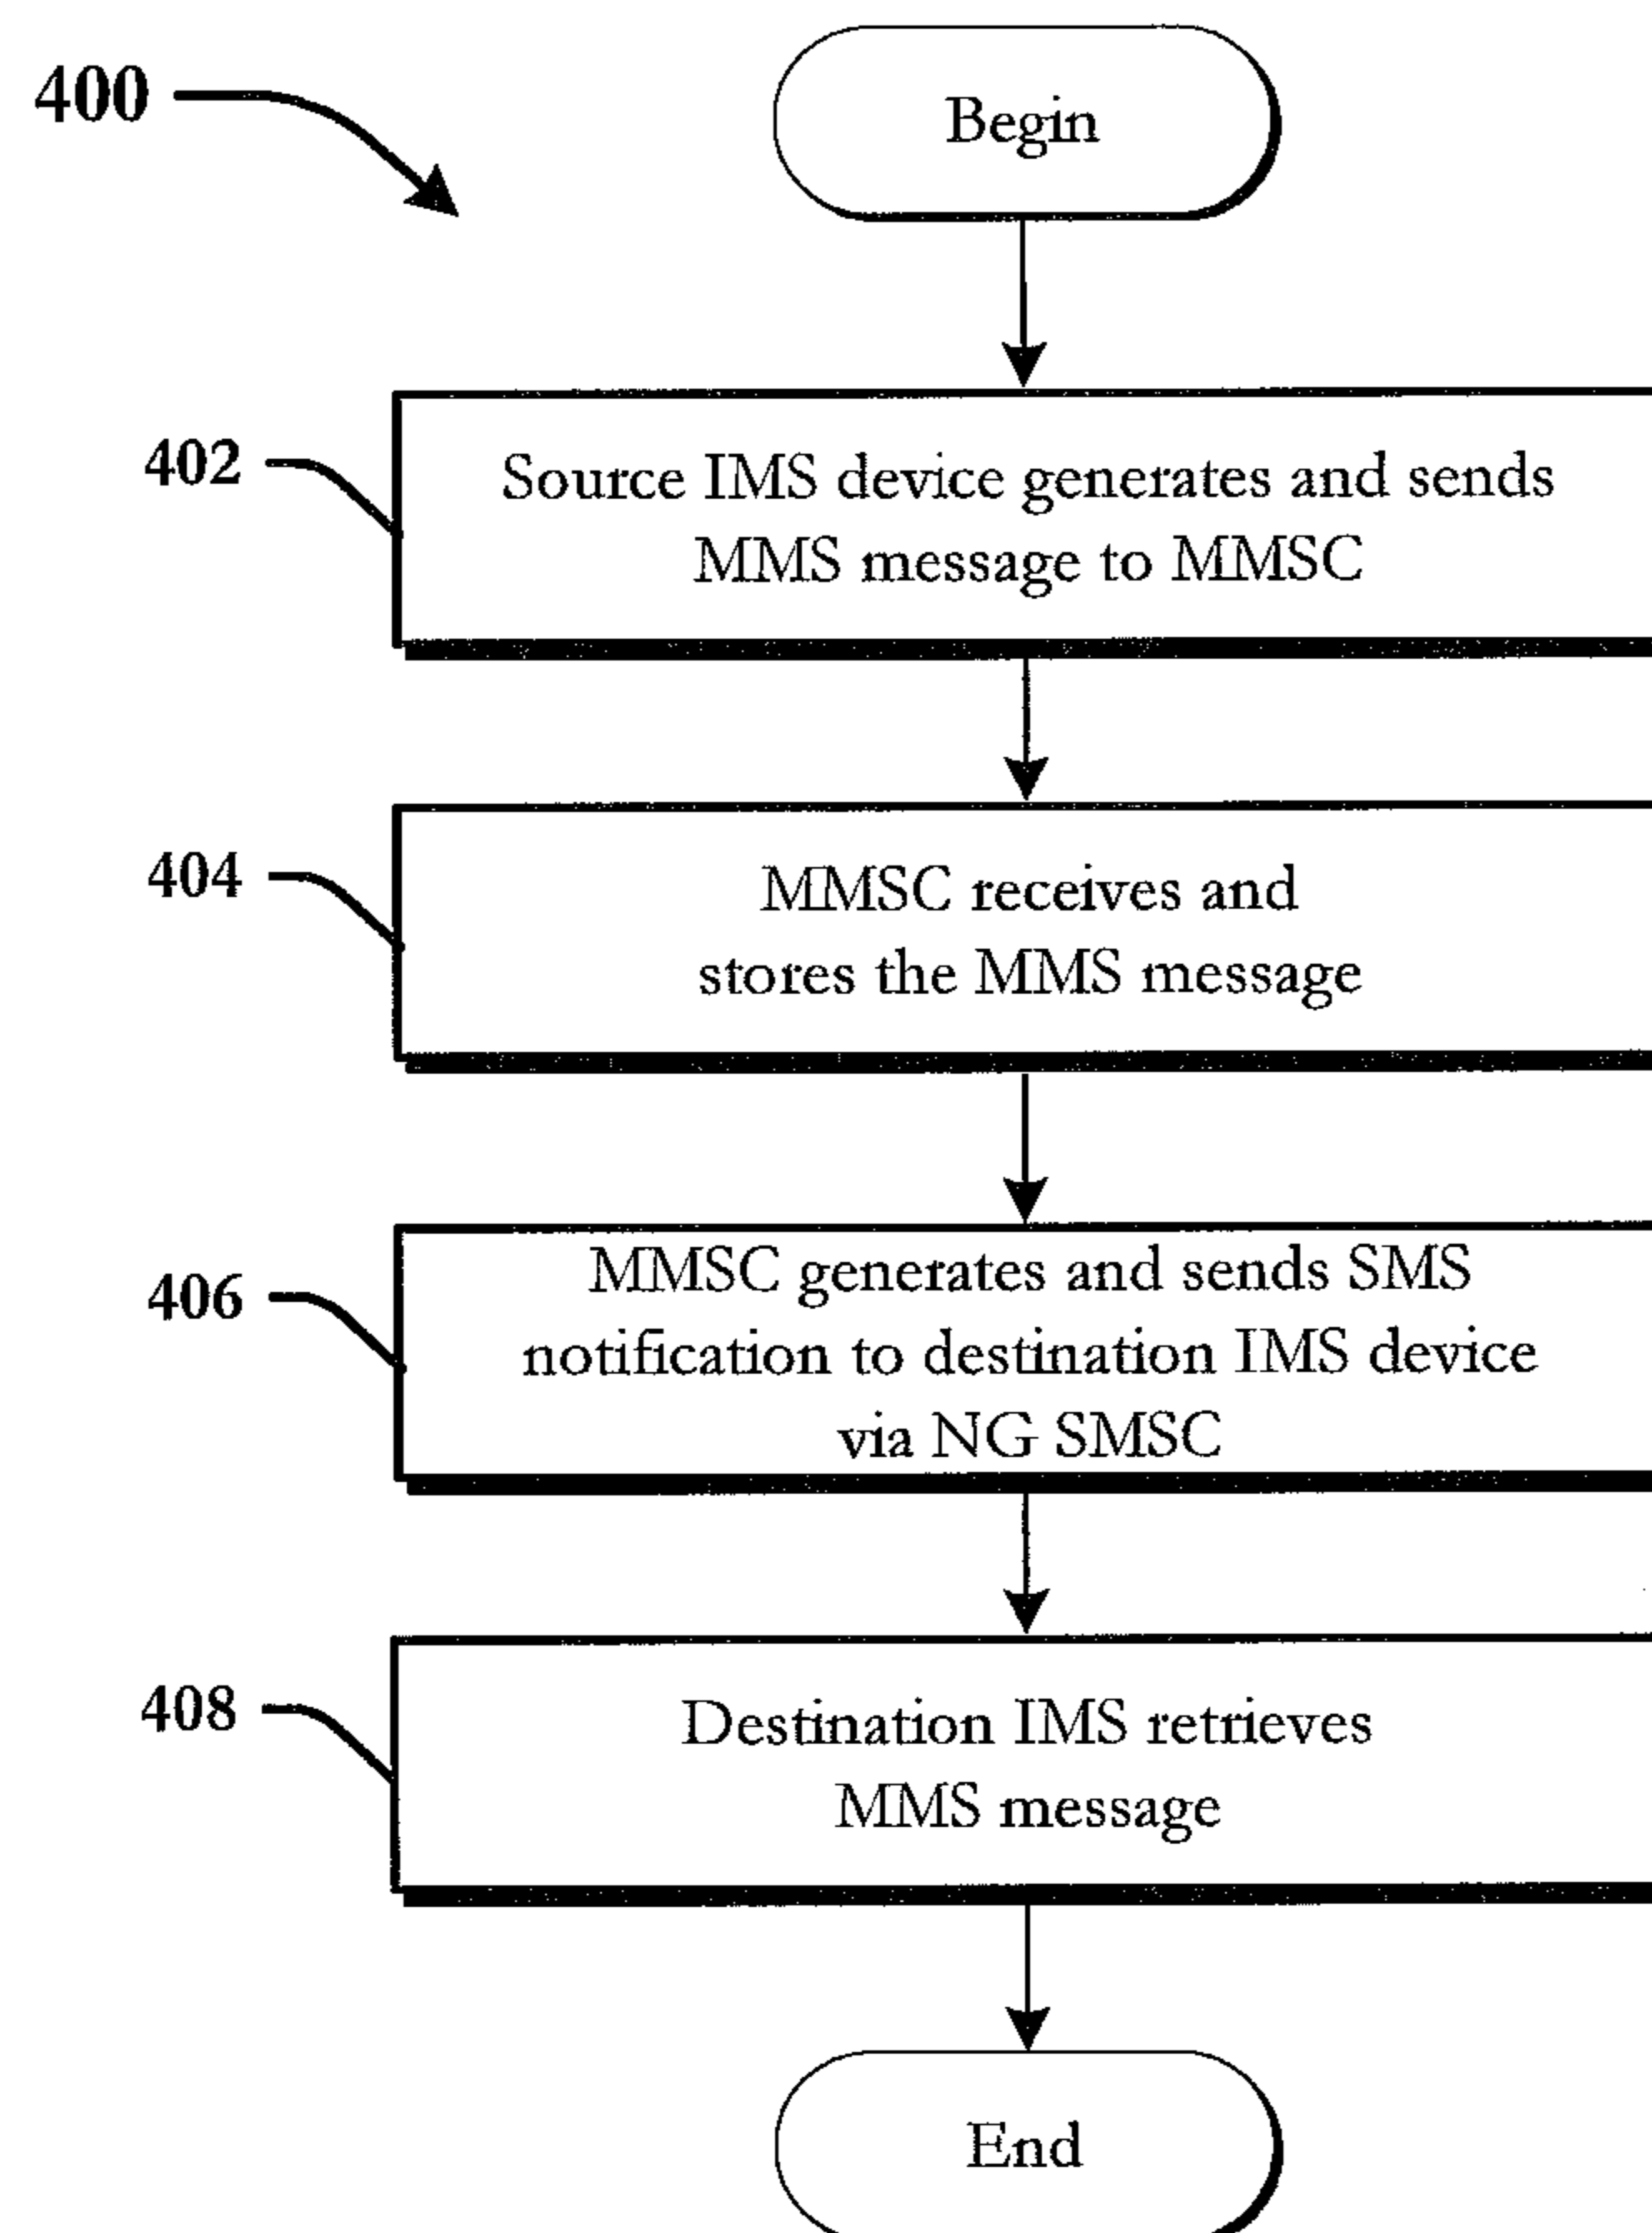 400
Begin
402
Source IMS device generates and sends
MMS message to MMSC
404
MMSC receives and
stores the MMS message
406
MMSC generates and sends SMS
notification to destination IMS device
via NG SMSC
408
Destination IMS retrieves
MMS message
End